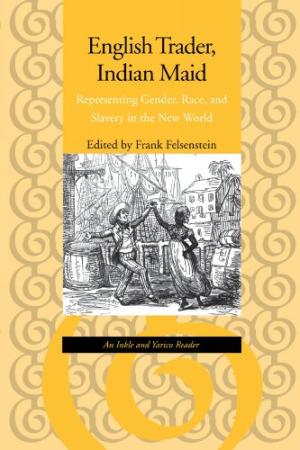 English Trader,
Indian Maid
Representing Gender, Race, and
Slavery in the New World
Edited by Frank Felsenstein
An Inkle and Yarico Reader